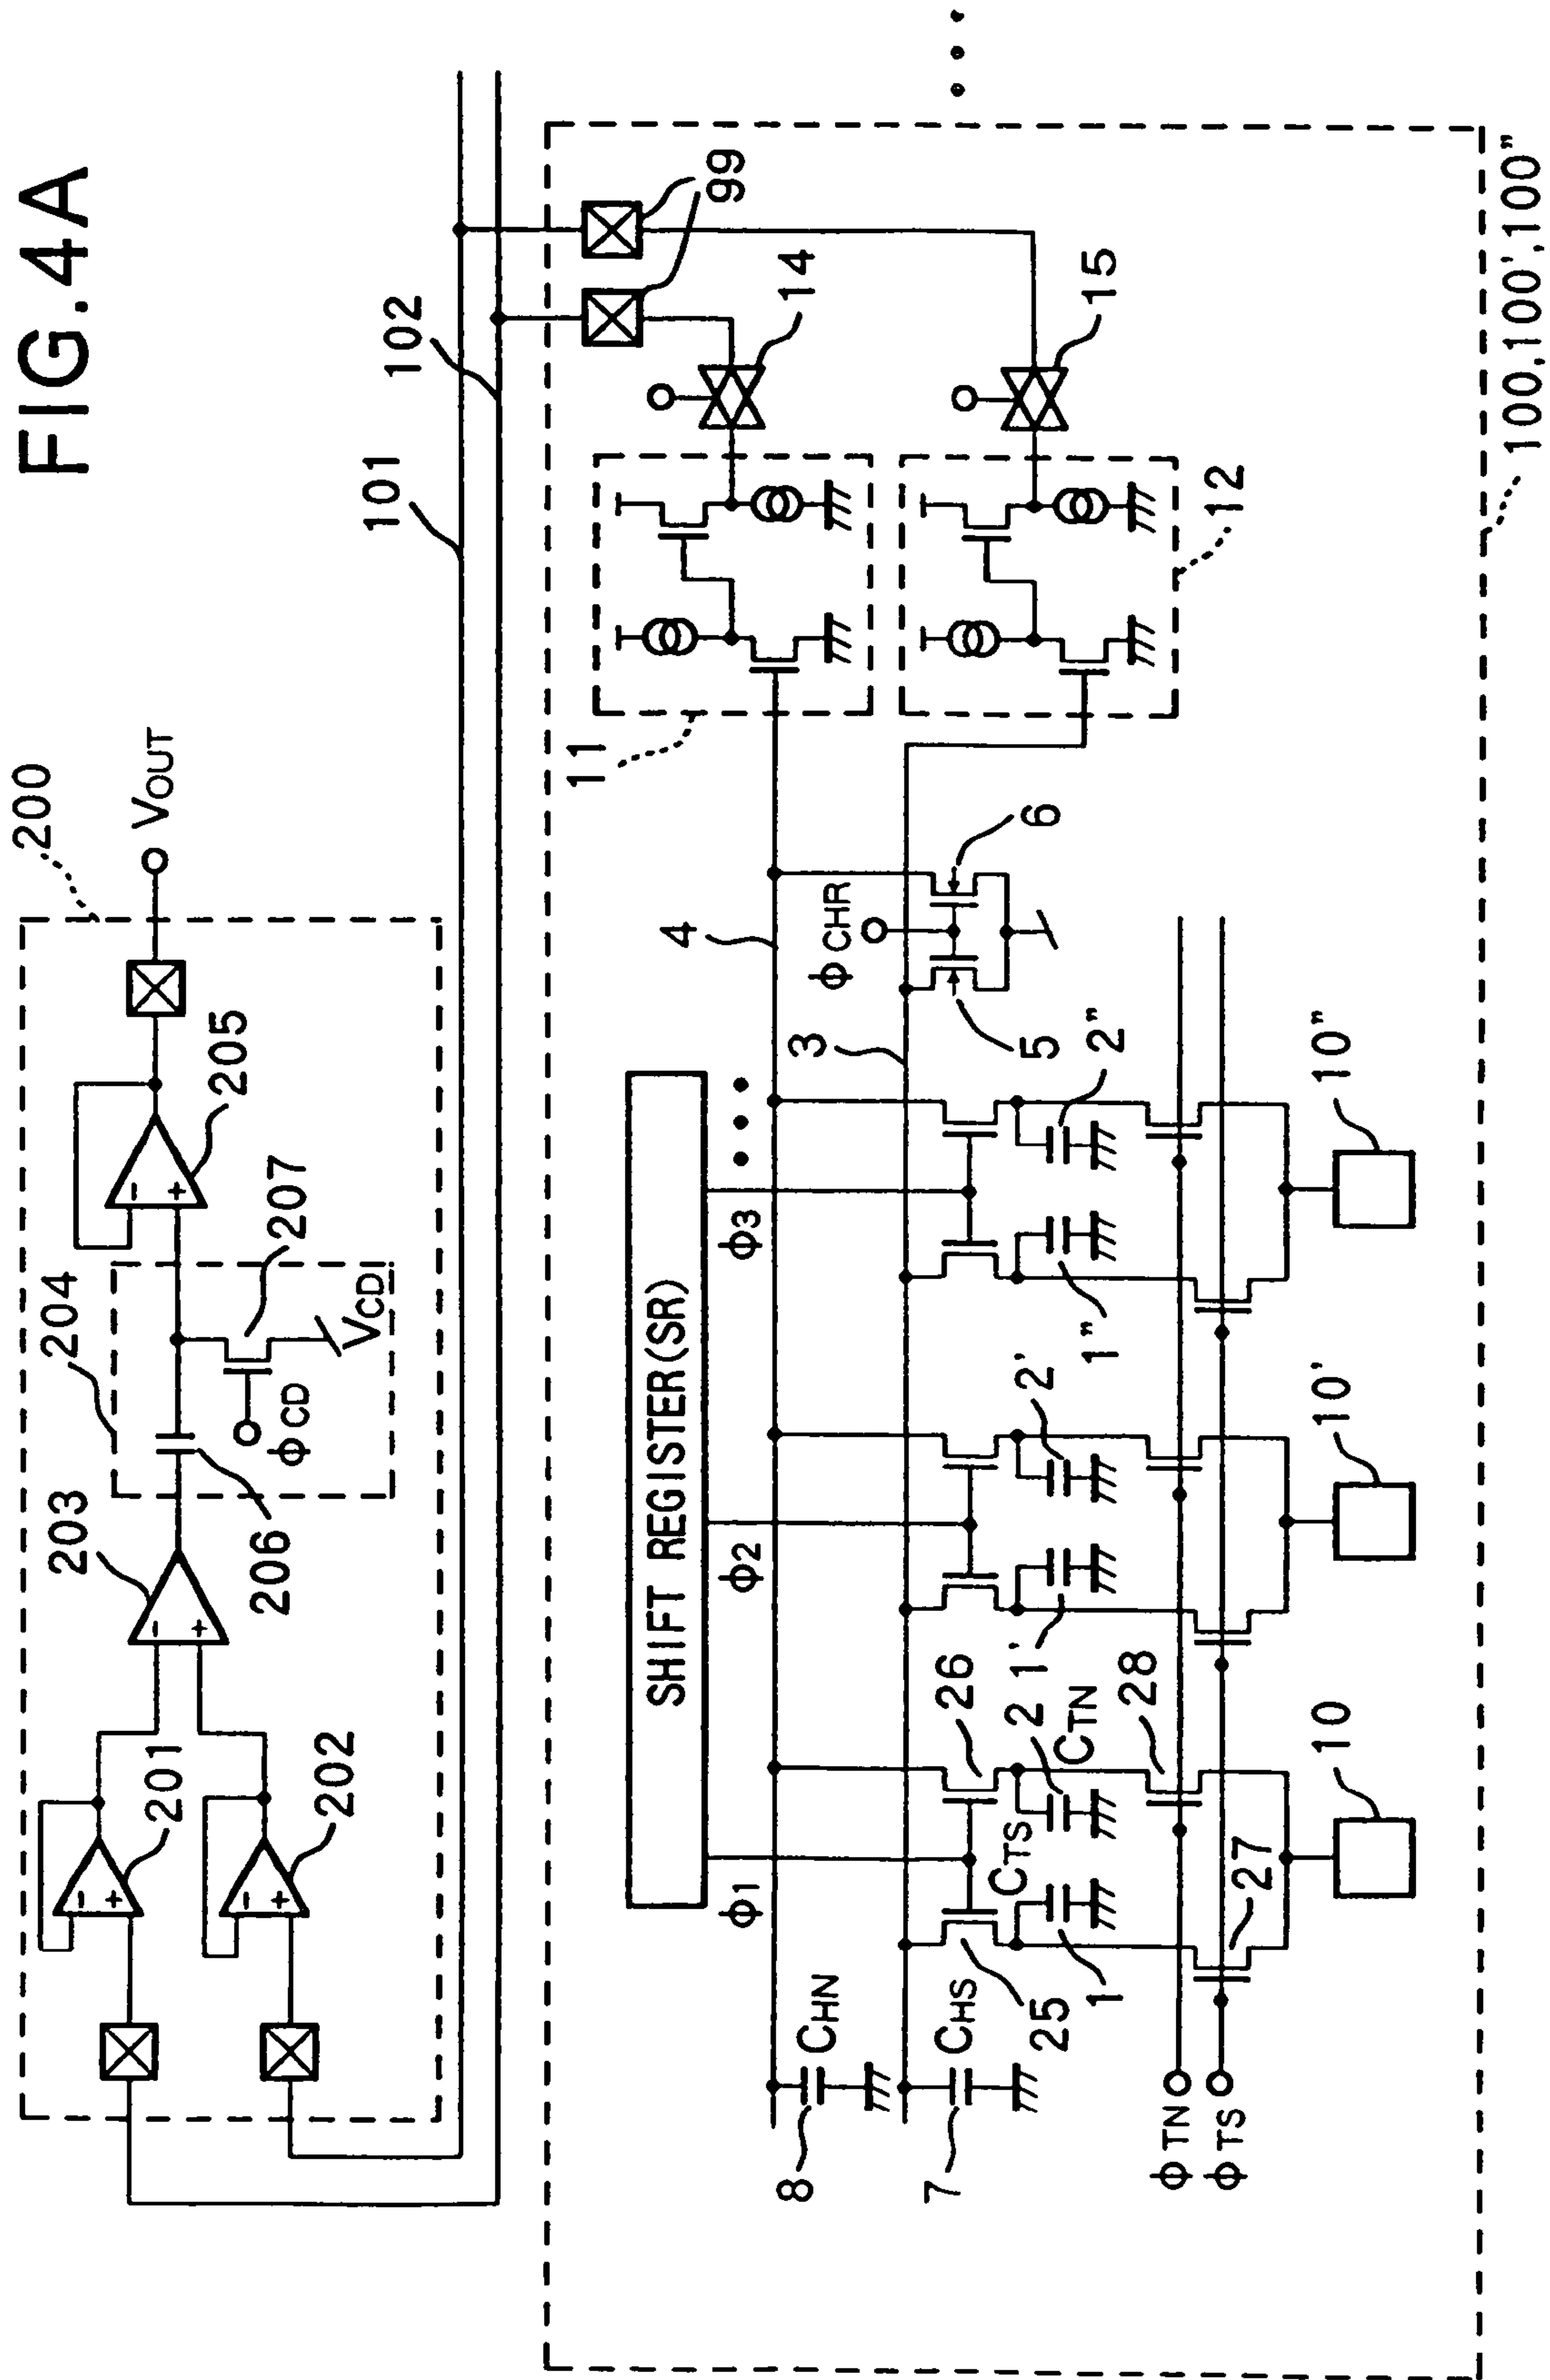 FIG.4A
200
VOUT
204
203
205
201
202
206
207
φCD
VCD
-
+
-
+
-
+
-
+
101
102
99
14
15
11
12
SHIFT REGISTER(SR)
φ1
φ2
φ3
4
3
φCHR
6
5
8
CHN
7
CHS
25
26
CTS
CTN
1
2
1'
2'
1"
2"
27
28
φTN
φTS
10
10'
10"
100,100',100"